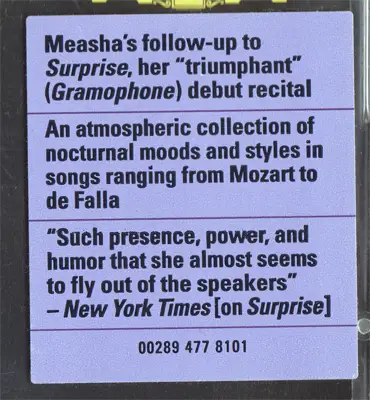 Measha's follow-up to
Surprise, her "triumphant"
(Gramophone) debut recital
An atmospheric collection of
nocturnal moods and styles in
songs ranging from Mozart to
de Falla
"Such presence, power, and
humor that she almost seems
to fly out of the speakers"
– New York Times [on Surprise]
00289 477 8101